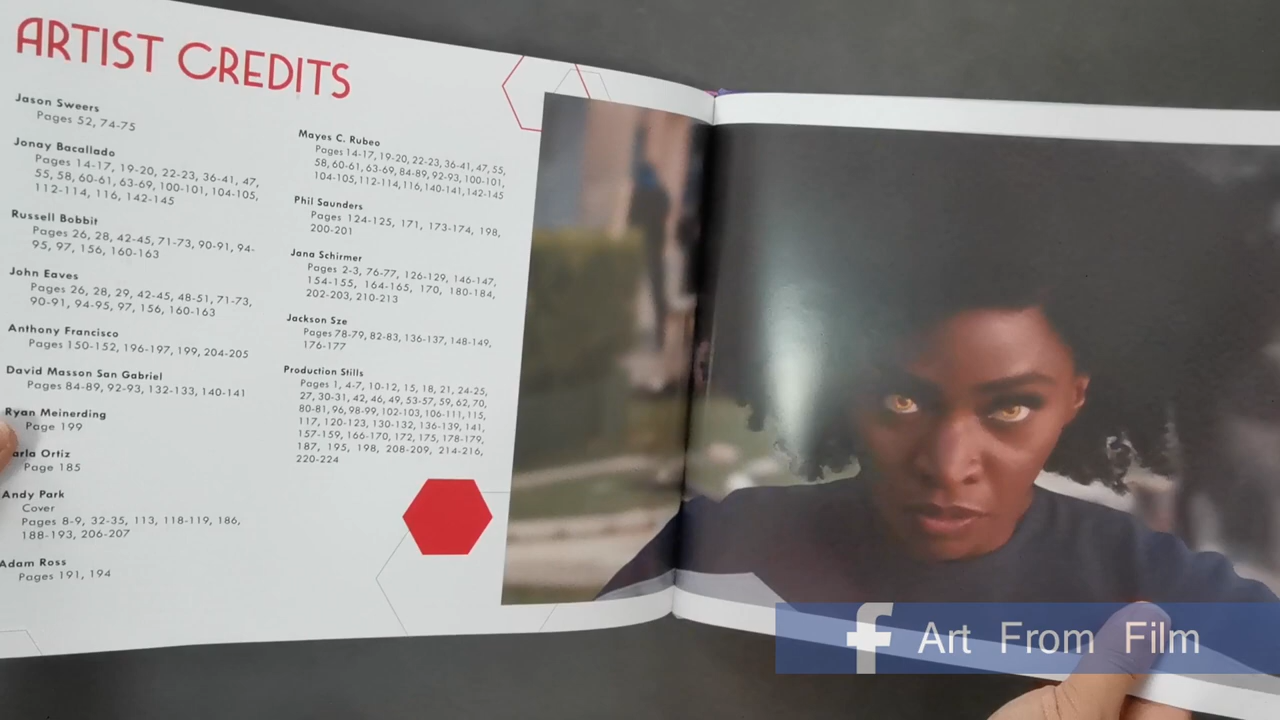 ARTIST CREDITS
Jason Sweers
Pages 52, 74-75
Jonay Bacallado
Pages 14-17, 19-20, 22-23, 36-41, 47,
55, 58, 60-61, 63-69, 100-101, 104-105,
112-114, 116, 142-145
Russell Bobbit
Pages 26, 28, 42-45, 71-73, 90-91, 94-
95, 97, 156, 160-163
John Eaves
Pages 26, 28, 29, 42-45, 48-51, 71-73,
90-91, 94-95, 97, 156, 160-163
Anthony Francisco
Pages 150-152, 196-197, 199, 204-205
David Masson San Gabriel
Pages 84-89, 92-93, 132-133, 140-141
Ryan Meinerding
Page 199
arla Ortiz
Page 185
Andy Park
Cover
Pages 8-9, 32-35, 113, 118-119, 186,
188-193, 206-207
Adam Ross
Pages 191, 194
Mayes C. Rubeo
Pages 14-17, 19-20, 22-23, 36-41, 47, 55,
58, 60-61, 63-69, 84-89, 92-93, 100-101,
104-105, 112-114, 116, 140-141, 142-145
Phil Saunders
Pages 124-125, 171, 173-174, 198,
200-201
Jana Schirmer
Pages 2-3, 76-77, 126-129, 146-147,
154-155, 164-165, 170, 180-184,
202-203, 210-213
Jackson Sze
Pages 78-79, 82-83, 136-137, 148-149,
176-177
Production Stills
Pages 1, 4-7, 10-12, 15, 18, 21, 24-25,
27, 30-31, 42, 46, 49, 53-57, 59, 62, 70,
80-81, 96, 98-99, 102-103, 106-111, 115,
117, 120-123, 130-132, 136-139, 141,
157-159, 166-170, 172, 175, 178-179,
187, 195, 198, 208-209, 214-216,
220-224
f Art From Film